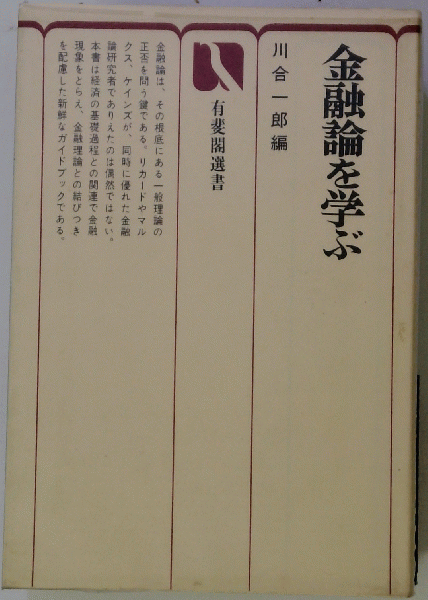 金融論を学ぶ
川合一郎編
有斐閣選書
金融論は、その根底にある一般理論の
正否を問う鍵である。リカードやマル
クス、ケインズが、同時に優れた金融
論研究者でありえたのは偶然ではない。
本書は経済の基礎過程との関連で金融
現象をとらえ、金融理論との結びつき
を配慮した新鮮なガイドブックである。